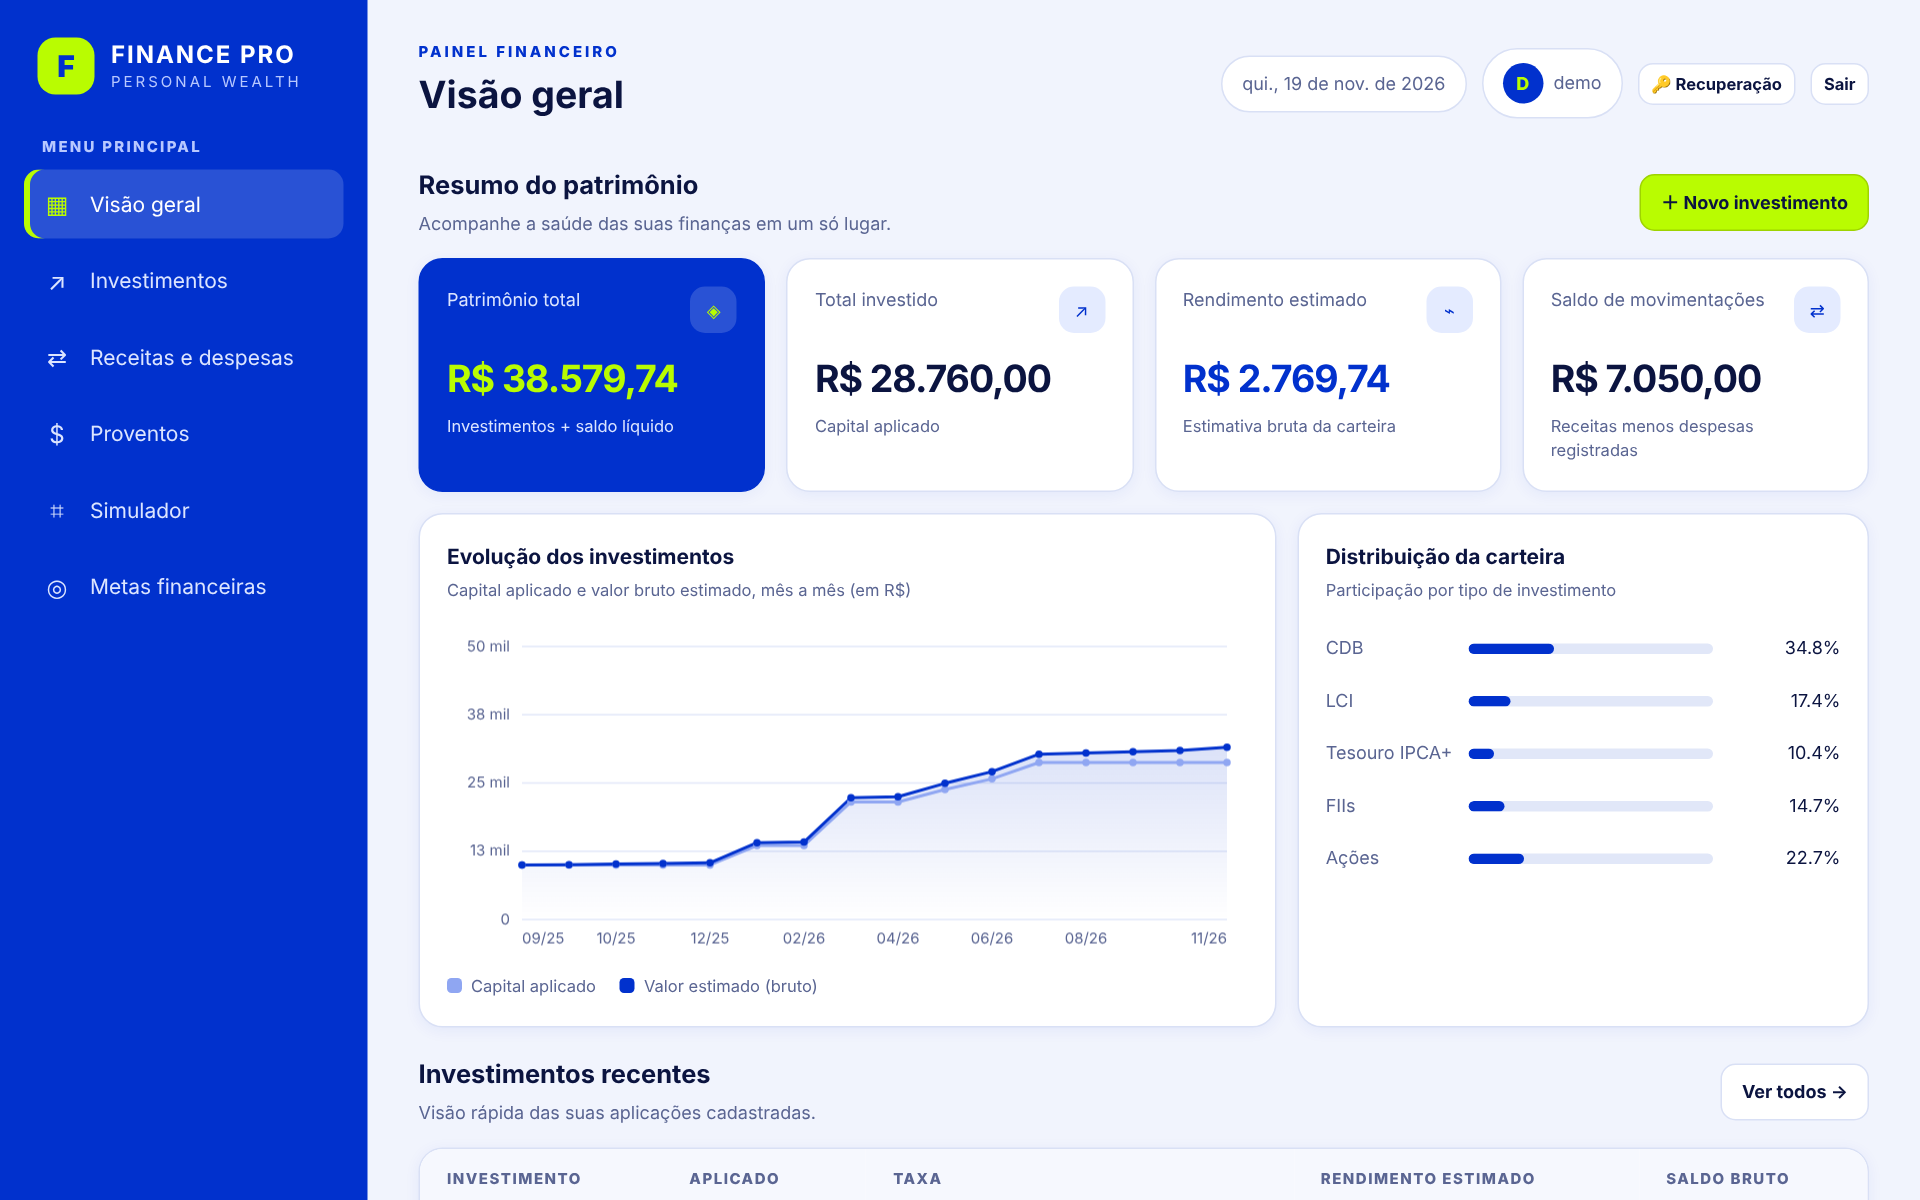 F
FINANCE PRO
PERSONAL WEALTH
MENU PRINCIPAL
Visão geral
Investimentos
Receitas e despesas
$ Proventos
Simulador
Metas financeiras
PAINEL FINANCEIRO
Visão geral
qui., 19 de nov. de 2026
D demo
Recuperação
Sair
Resumo do patrimônio
Acompanhe a saúde das suas finanças em um só lugar.
+ Novo investimento
Patrimônio total
R$ 38.579,74
Investimentos + saldo líquido
Total investido
R$ 28.760,00
Capital aplicado
Rendimento estimado
R$ 2.769,74
Estimativa bruta da carteira
Saldo de movimentações
R$ 7.050,00
Receitas menos despesas
registradas
Evolução dos investimentos
Capital aplicado e valor bruto estimado, mês a mês (em R$)
50 mil
38 mil
25 mil
13 mil
0
09/25 10/25 12/25 02/26 04/26 06/26 08/26 11/26
Capital aplicado
Valor estimado (bruto)
Distribuição da carteira
Participação por tipo de investimento
CDB 34.8%
LCI 17.4%
Tesouro IPCA+ 10.4%
FIIs 14.7%
Ações 22.7%
Investimentos recentes
Visão rápida das suas aplicações cadastradas.
Ver todos →
INVESTIMENTO APLICADO TAXA RENDIMENTO ESTIMADO SALDO BRUTO